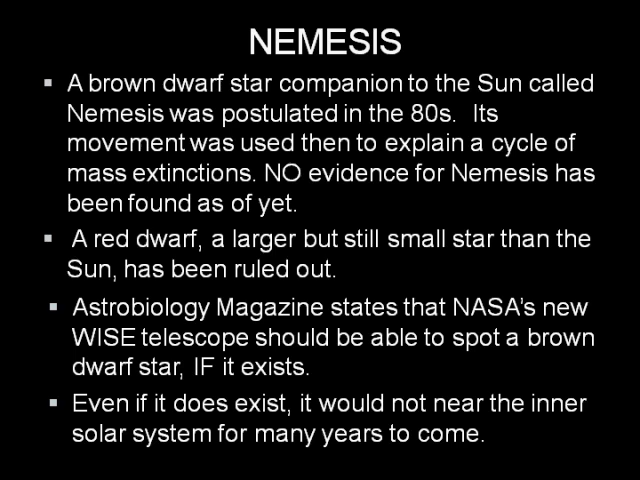 NEMESIS
▪ A brown dwarf star companion to the Sun called
Nemesis was postulated in the 80s.  Its
movement was used then to explain a cycle of
mass extinctions. NO evidence for Nemesis has
been found as of yet.
▪ A red dwarf, a larger but still small star than the
Sun, has been ruled out.
▪ Astrobiology Magazine states that NASA's new
WISE telescope should be able to spot a brown
dwarf star, IF it exists.
▪ Even if it does exist, it would not near the inner
solar system for many years to come.